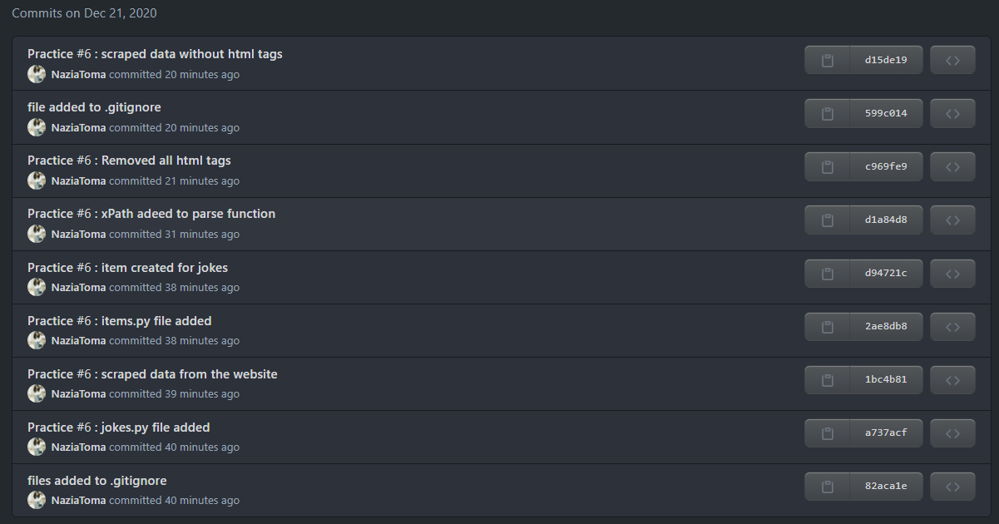 Commits on Dec 21, 2020
Practice #6 : scraped data without html tags
NaziaToma committed 20 minutes ago
d15de19
file added to .gitignore
NaziaToma committed 20 minutes ago
599c014
Practice #6 : Removed all html tags
NaziaToma committed 21 minutes ago
c969fe9
Practice #6 : xPath adeed to parse function
NaziaToma committed 31 minutes ago
d1a84d8
Practice #6 : item created for jokes
NaziaToma committed 38 minutes ago
d94721c
Practice #6 : items.py file added
NaziaToma committed 38 minutes ago
2ae8db8
Practice #6 : scraped data from the website
NaziaToma committed 39 minutes ago
1bc4b81
Practice #6 : jokes.py file added
NaziaToma committed 40 minutes ago
a737acf
files added to .gitignore
NaziaToma committed 40 minutes ago
82aca1e